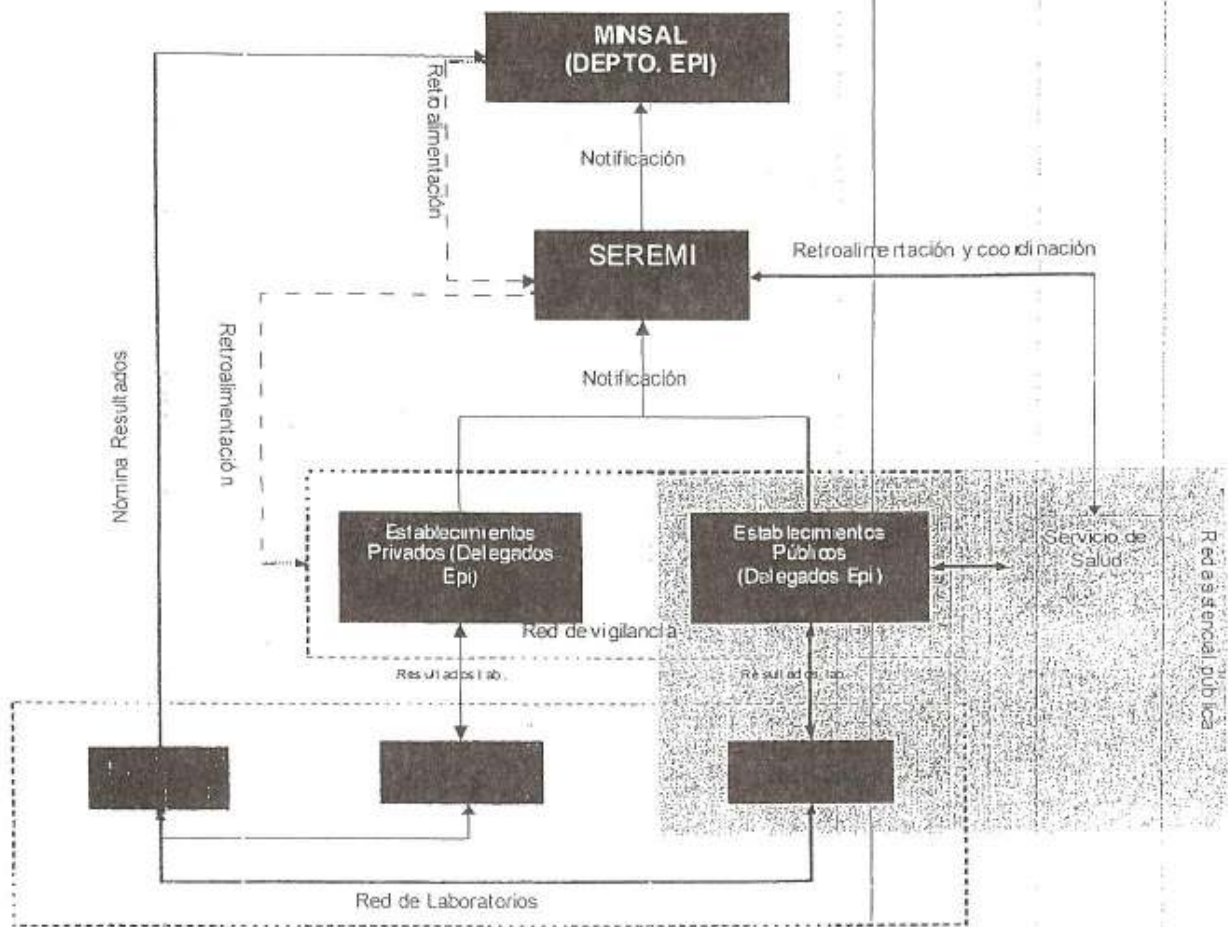 MINSAL
(DEPTO. EPI)
Retroalimentación
Notificación
SEREMI
Retroalimentación y coordinación
Retroalimentación
Notificación
Nómina Resultados
Establecimientos
Privados (Delegados
Epi)
Establecimientos
Públicos
(Delegados Epi)
Servicio de
Salud
Red asistencial pública
Red de vigilancia
Resultados lab.
Resultados lab.
Red de Laboratorios